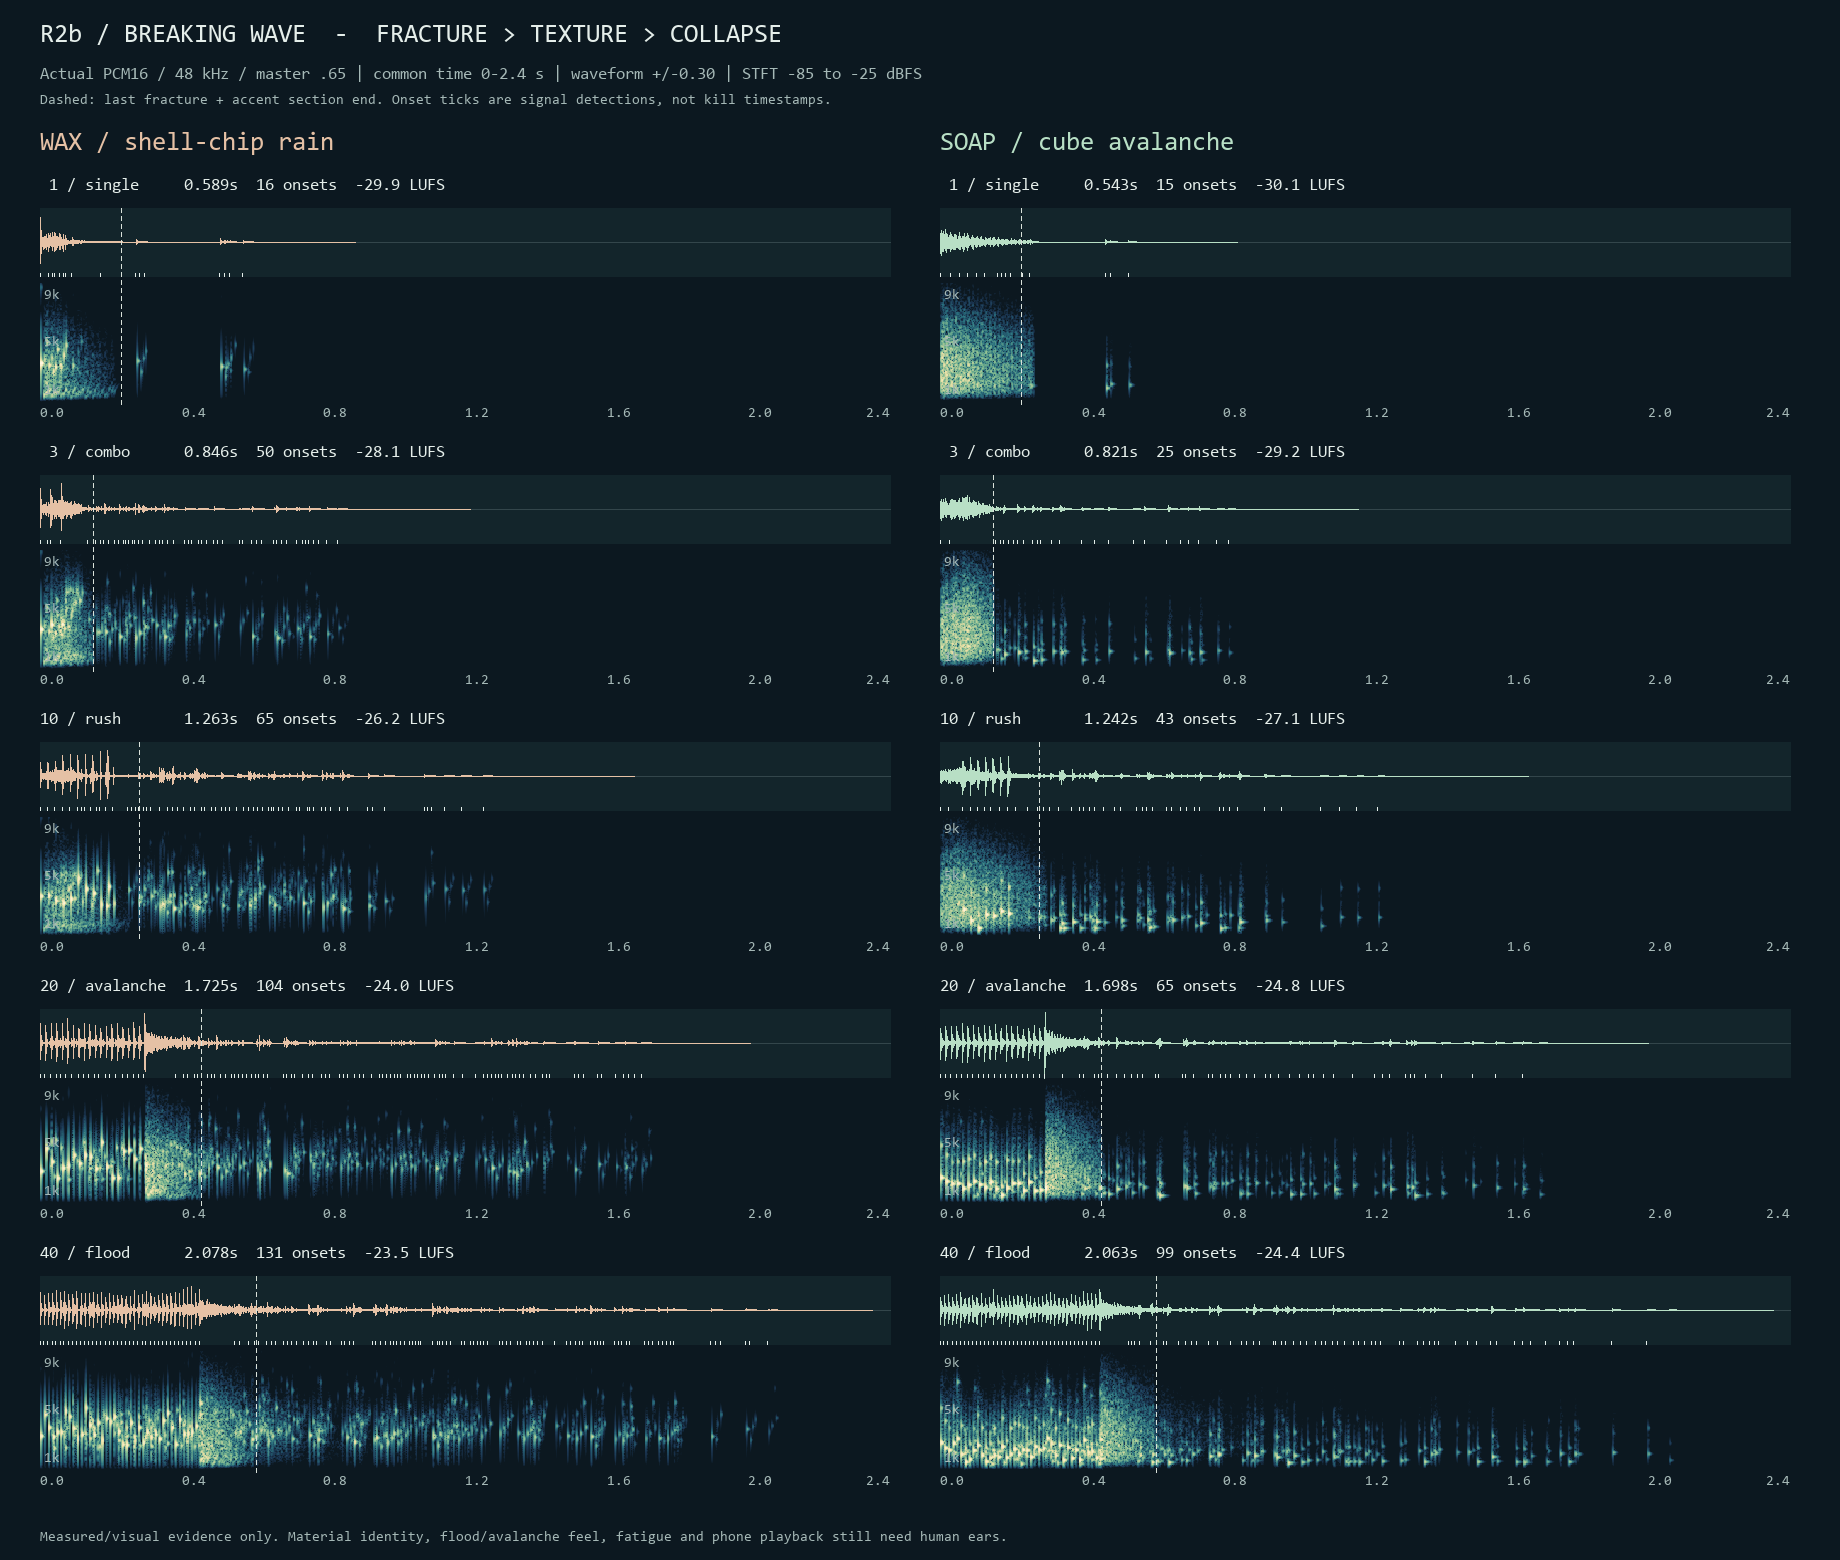 R2b / BREAKING WAVE  -  FRACTURE > TEXTURE > COLLAPSE
Actual PCM16 / 48 kHz / master .65 | common time 0-2.4 s | waveform +/-0.30 | STFT -85 to -25 dBFS
Dashed: last fracture + accent section end. Onset ticks are signal detections, not kill timestamps.
WAX / shell-chip rain
1 / single 0.589s 16 onsets -29.9 LUFS
9k
5k
0.0 0.4 0.8 1.2 1.6 2.0 2.4
3 / combo 0.846s 50 onsets -28.1 LUFS
9k
5k
0.0 0.4 0.8 1.2 1.6 2.0 2.4
10 / rush 1.263s 65 onsets -26.2 LUFS
9k
5k
0.0 0.4 0.8 1.2 1.6 2.0 2.4
20 / avalanche 1.725s 104 onsets -24.0 LUFS
9k
5k
1k
0.0 0.4 0.8 1.2 1.6 2.0 2.4
40 / flood 2.078s 131 onsets -23.5 LUFS
9k
5k
1k
0.0 0.4 0.8 1.2 1.6 2.0 2.4
SOAP / cube avalanche
1 / single 0.543s 15 onsets -30.1 LUFS
9k
0.0 0.4 0.8 1.2 1.6 2.0 2.4
3 / combo 0.821s 25 onsets -29.2 LUFS
9k
0.0 0.4 0.8 1.2 1.6 2.0 2.4
10 / rush 1.242s 43 onsets -27.1 LUFS
9k
0.0 0.4 0.8 1.2 1.6 2.0 2.4
20 / avalanche 1.698s 65 onsets -24.8 LUFS
9k
5k
0.0 0.4 0.8 1.2 1.6 2.0 2.4
40 / flood 2.063s 99 onsets -24.4 LUFS
9k
5k
0.0 0.4 0.8 1.2 1.6 2.0 2.4
Measured/visual evidence only. Material identity, flood/avalanche feel, fatigue and phone playback still need human ears.